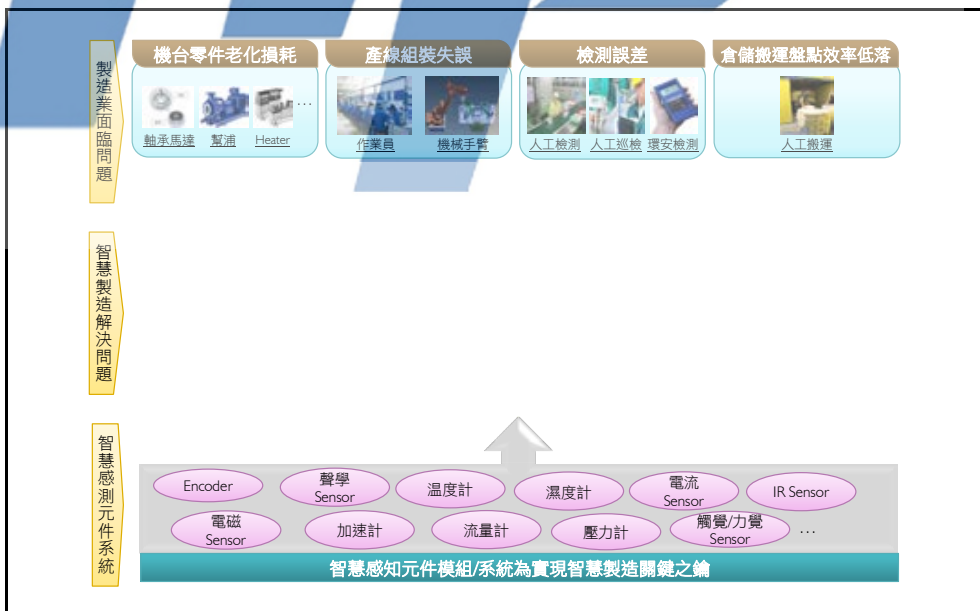 製造業面臨問題
機台零件老化損耗
產線組裝失誤
檢測誤差
倉儲搬運盤點效率低落
軸承馬達
幫浦
Heater
…
作業員
機械手臂
人工檢測
人工巡檢
環安檢測
人工搬運
智慧製造解決問題
智慧感測元件系統
Encoder
聲學
Sensor
温度計
濕度計
電流
Sensor
IR Sensor
電磁
Sensor
加速計
流量計
壓力計
觸覺/力覺
Sensor
…
智慧感知元件模組/系統為實現智慧製造關鍵之鑰